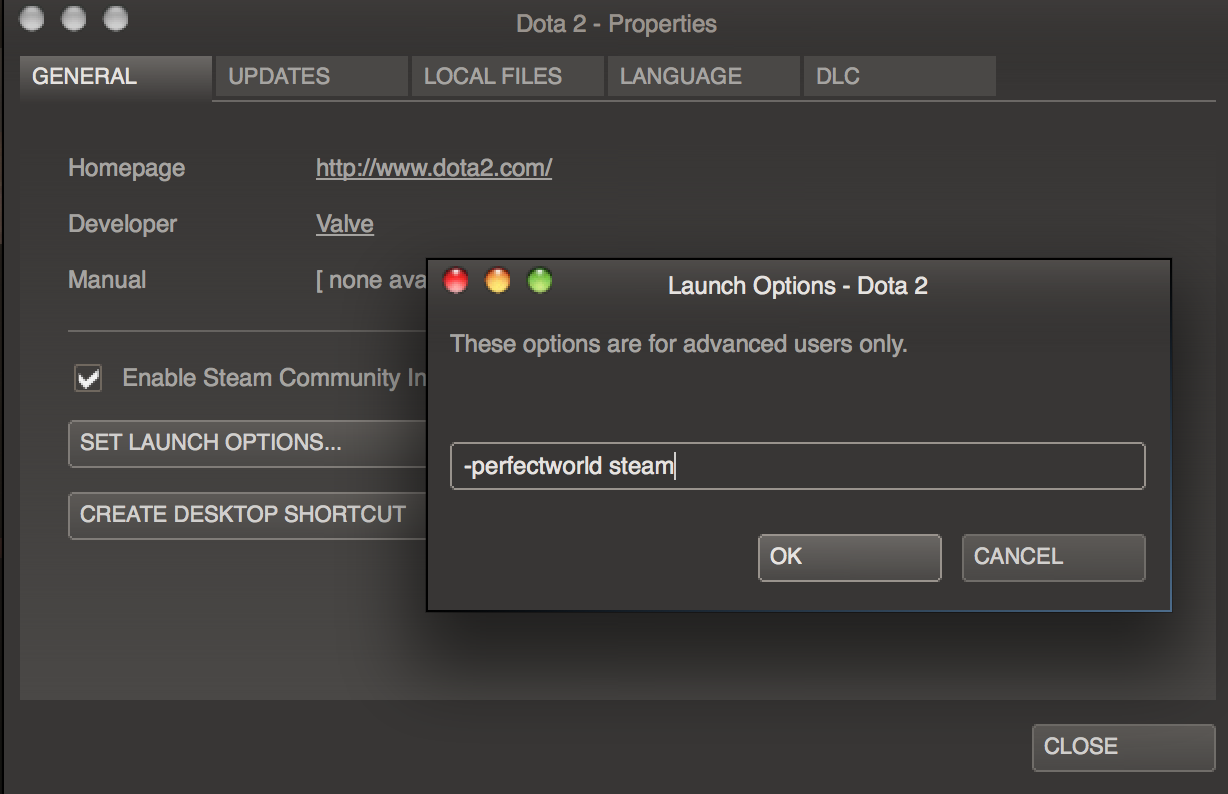 Dota 2 - Properties
GENERAL
UPDATES
LOCAL FILES
LANGUAGE
DLC
Homepage
http://www.dota2.com/
Developer
Valve
Manual
[ none ava
Enable Steam Community In
SET LAUNCH OPTIONS...
CREATE DESKTOP SHORTCUT
Launch Options - Dota 2
These options are for advanced users only.
-perfectworld steam
OK
CANCEL
CLOSE